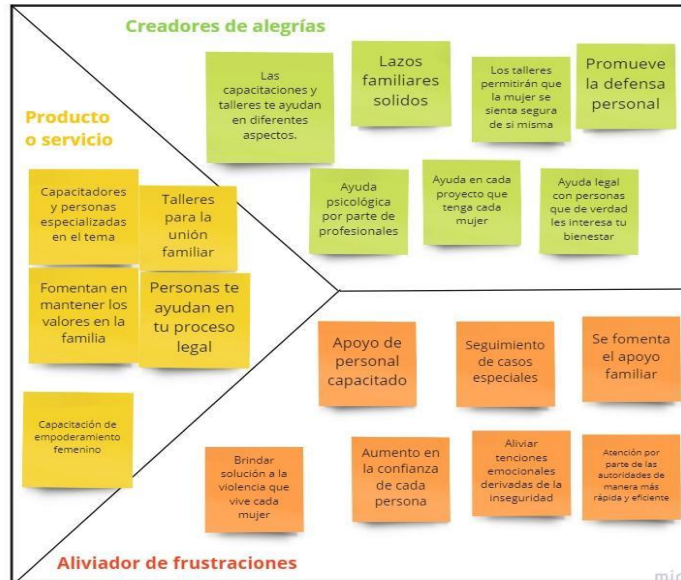 Creadores de alegrías
Las
capacitaciones y
talleres te ayudan
en diferentes
aspectos.
Lazos
familiares
solidos
Los talleres
permitirán que
la mujer se
sienta segura
de si misma
Promueve
la defensa
personal
Ayuda
psicológica
por parte de
profesionales
Ayuda en cada
proyecto que
tenga cada
mujer
Ayuda legal
con personas
que de verdad
les interesa tu
bienestar
Producto
o servicio
Capacitadores
y personas
especializadas
en el tema
Talleres
para la
unión
familiar
Fomentan en
mantener los
valores en la
familia
Personas te
ayudan en
tu proceso
legal
Capacitación de
empoderamiento
femenino
Apoyo de
personal
capacitado
Seguimiento
de casos
especiales
Se fomenta
el apoyo
familiar
Brindar
solución a la
violencia que
vive cada
mujer
Aumento en
la confianza
de cada
persona
Aliviar
tenciones
emocionales
derivadas de la
inseguridad
Atención por
parte de las
autoridades de
manera más
rápida y eficiente
Aliviador de frustraciones